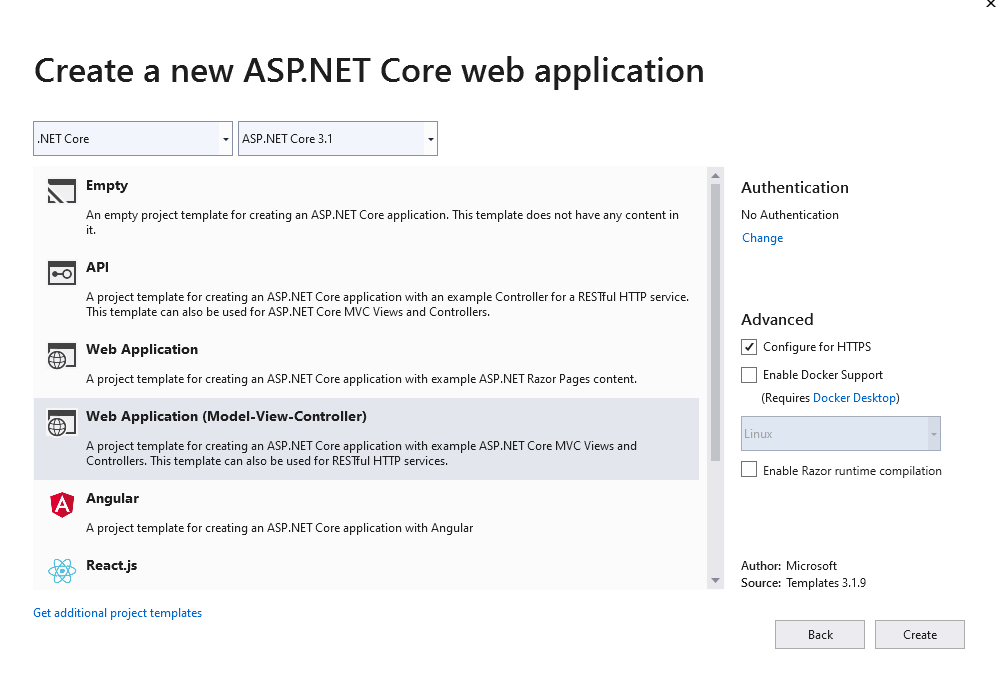 Create a new ASP.NET Core web application
.NET Core
ASP.NET Core 3.1
Empty
An empty project template for creating an ASP.NET Core application. This template does not have any content in
it.
API
A project template for creating an ASP.NET Core application with an example Controller for a RESTful HTTP service.
This template can also be used for ASP.NET Core MVC Views and Controllers.
Web Application
A project template for creating an ASP.NET Core application with example ASP.NET Razor Pages content.
Web Application (Model-View-Controller)
A project template for creating an ASP.NET Core application with example ASP.NET Core MVC Views and
Controllers. This template can also be used for RESTful HTTP services.
Angular
A project template for creating an ASP.NET Core application with Angular
React.js
Get additional project templates
Authentication
No Authentication
Change
Advanced
Configure for HTTPS
Enable Docker Support
(Requires Docker Desktop)
Linux
Enable Razor runtime compilation
Author: Microsoft
Source: Templates 3.1.9
Back
Create